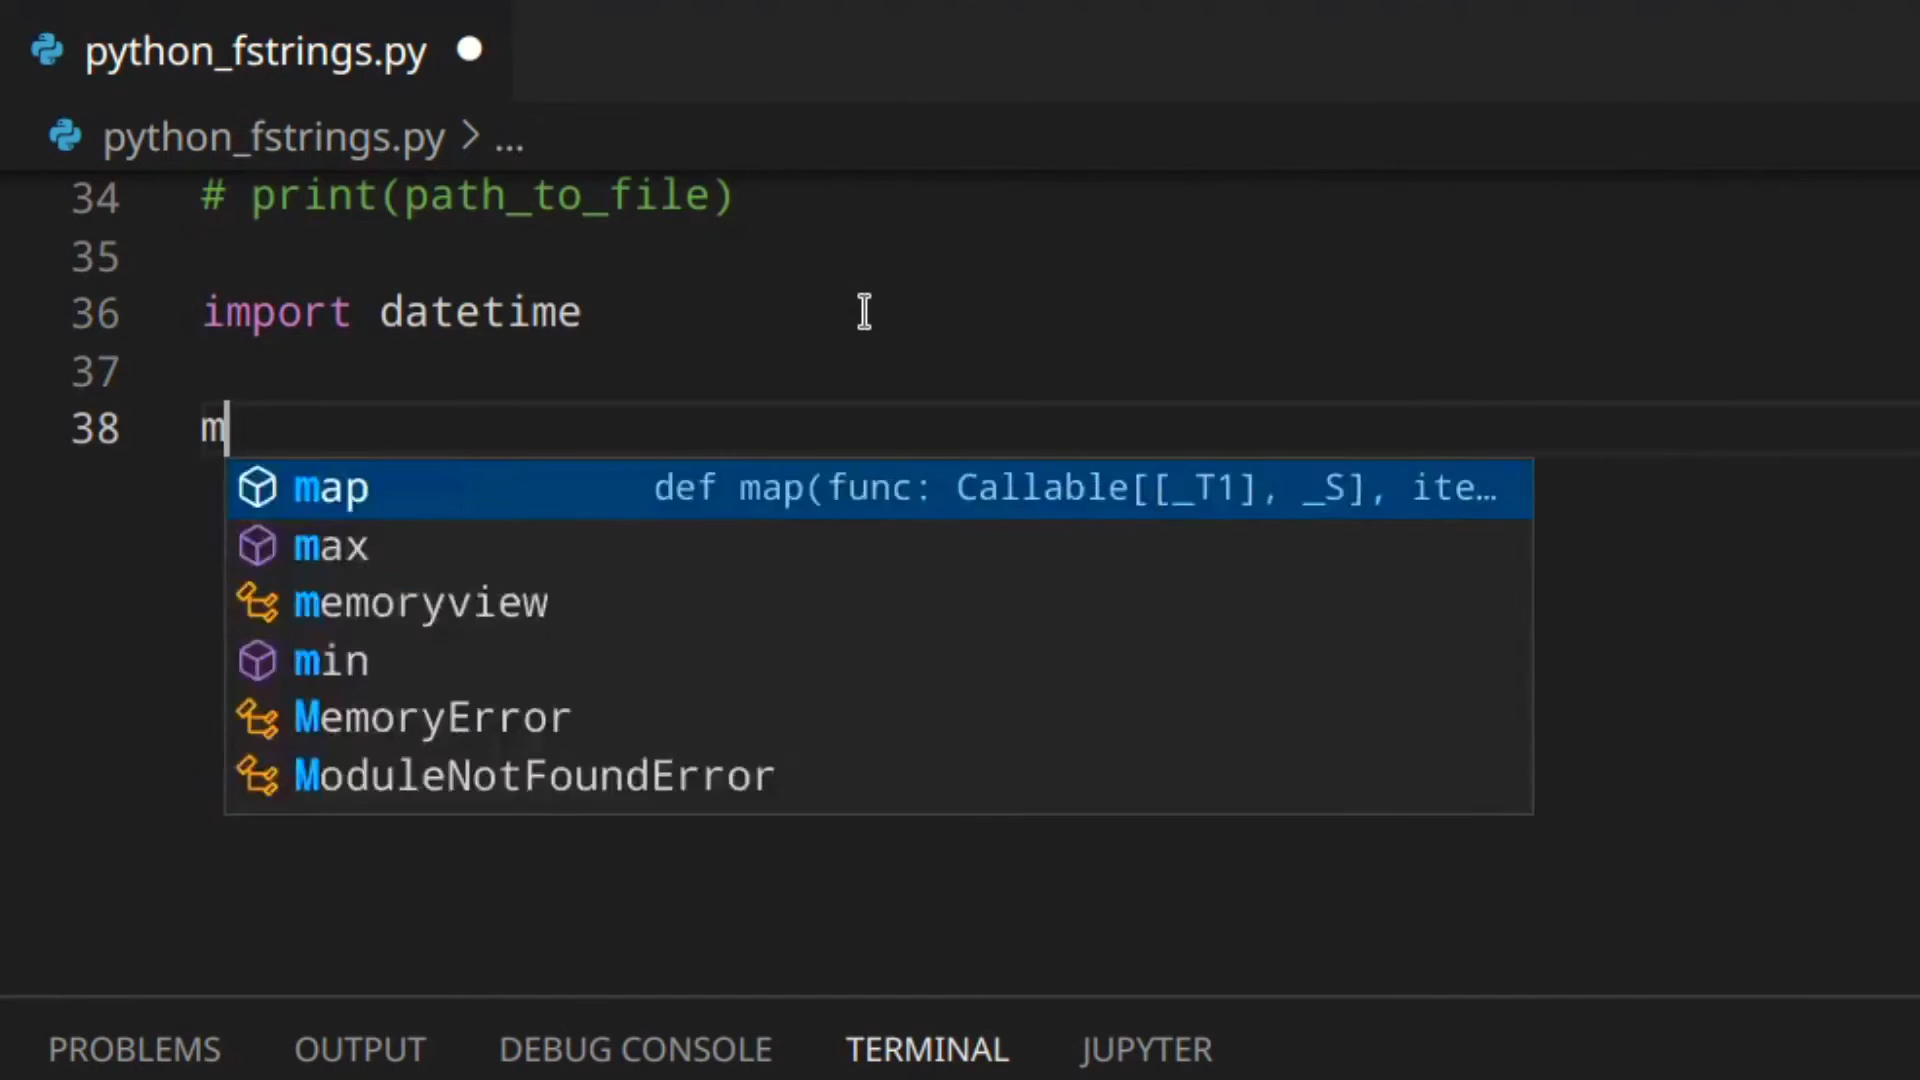 python_fstrings.py
python_fstrings.py > ...
34 # print(path_to_file)
35
36 import datetime
37
38 m
map def map(func: Callable[[_T1], _S], ite…
max
memoryview
min
MemoryError
ModuleNotFoundError
PROBLEMS OUTPUT DEBUG CONSOLE TERMINAL JUPYTER